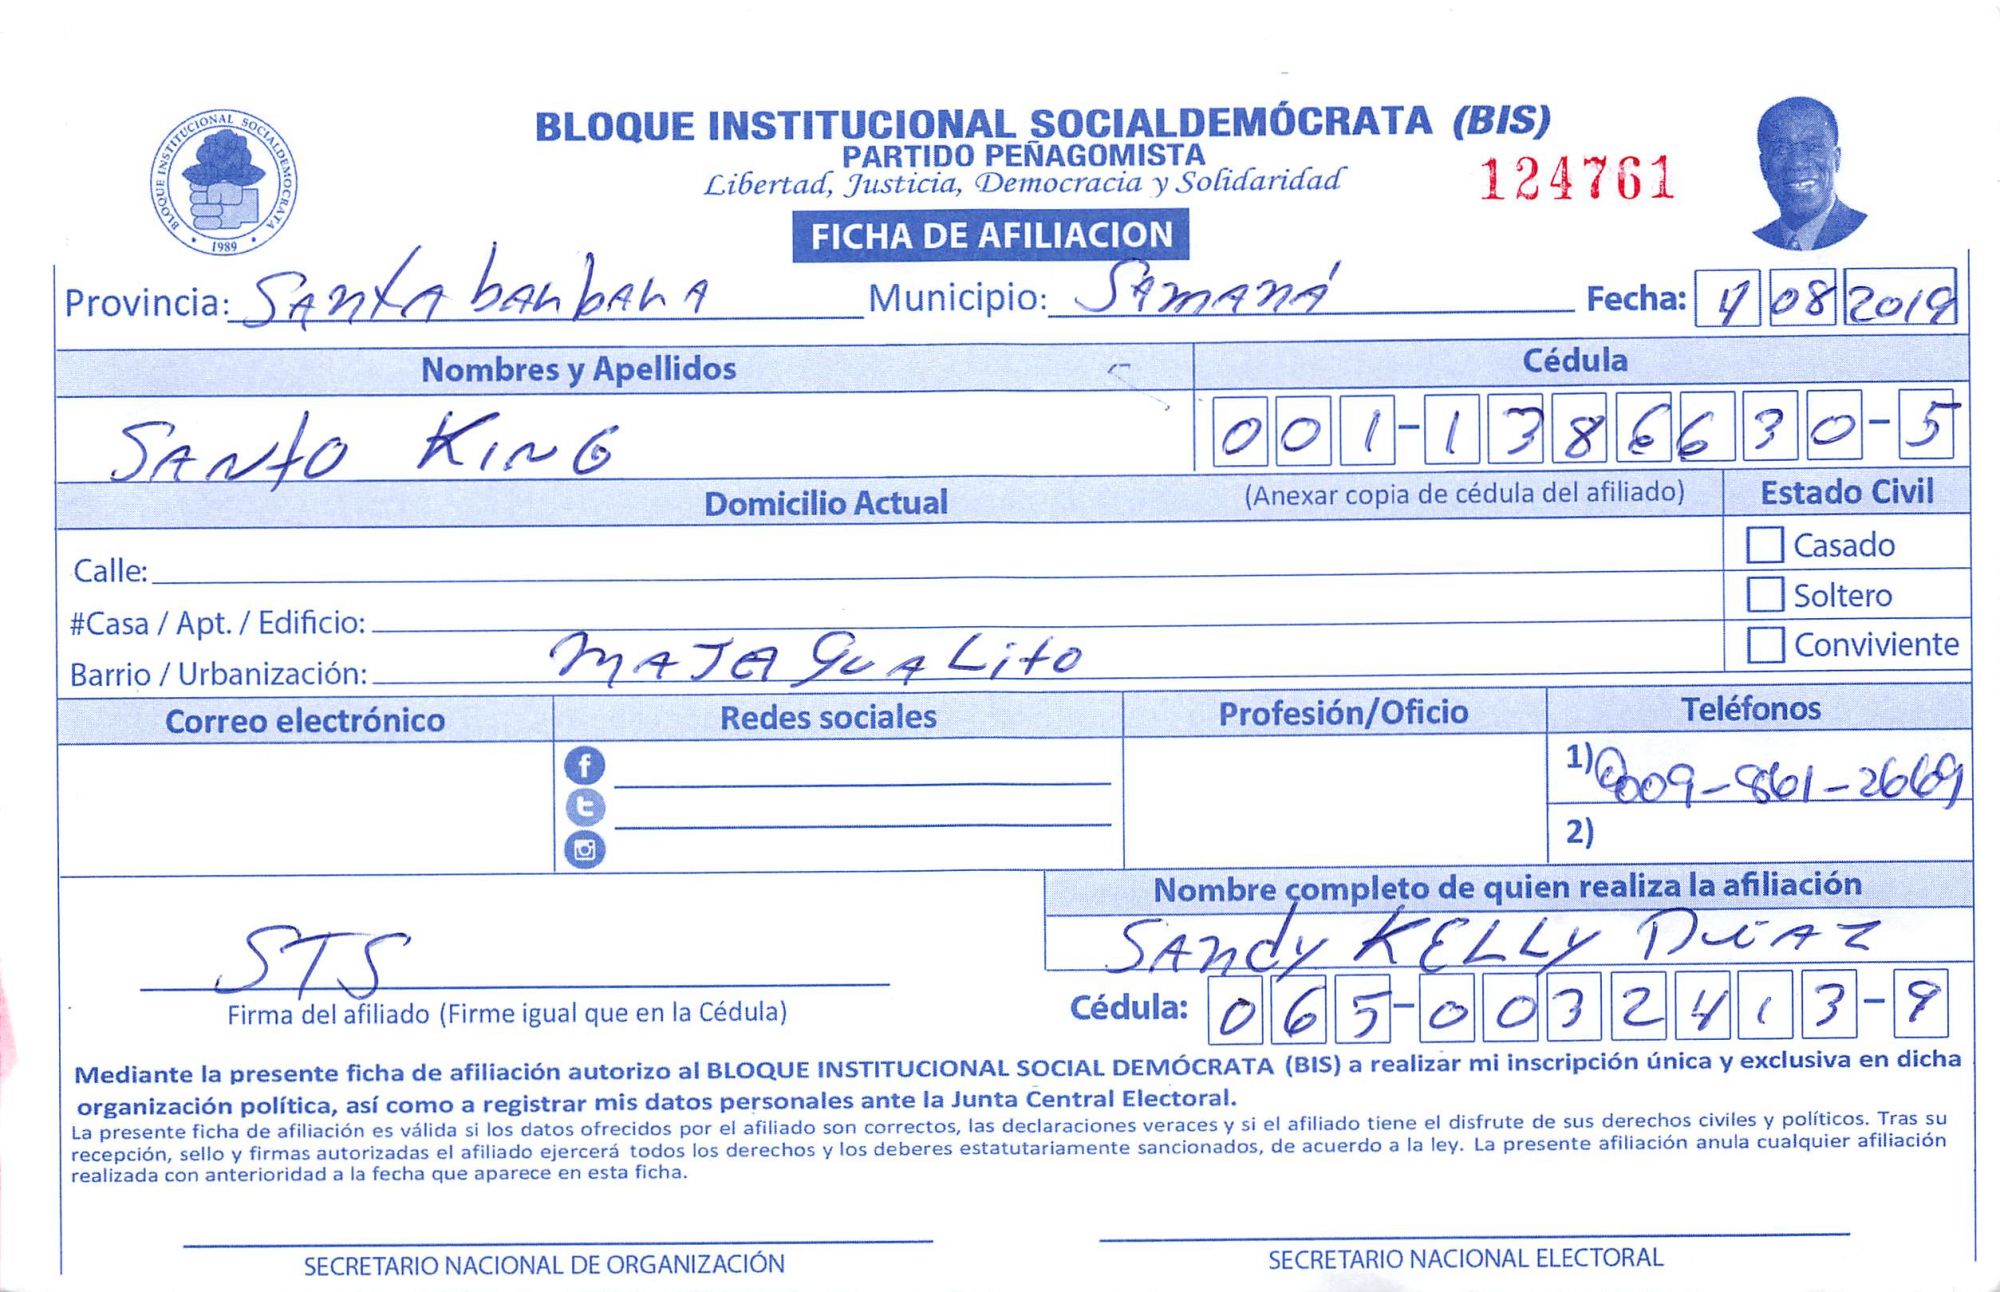 BLOQUE INSTITUCIONAL SOCIALDEMOCRATA
1989
BLOQUE INSTITUCIONAL SOCIALDEMÓCRATA (BIS)
PARTIDO PEÑAGOMISTA
Libertad, Justicia, Democracia y Solidaridad
124761
FICHA DE AFILIACION
Provincia: SANTA BARBARA Municipio: SAMANÁ Fecha: 4 08 2019
Nombres y Apellidos Cédula
SANTO KING 001-1386630-5
Domicilio Actual (Anexar copia de cédula del afiliado) Estado Civil
Calle: Casado
#Casa / Apt. / Edificio: Soltero
Barrio / Urbanización: MAJAGUALITO Conviviente
Correo electrónico Redes sociales Profesión/Oficio Teléfonos
1) 009-861-2669
2)
Nombre completo de quien realiza la afiliación
SANDY KELLY DIAZ
STS
Firma del afiliado (Firme igual que en la Cédula)
Cédula: 065-0032413-9
Mediante la presente ficha de afiliación autorizo al BLOQUE INSTITUCIONAL SOCIAL DEMÓCRATA (BIS) a realizar mi inscripción única y exclusiva en dicha
organización política, así como a registrar mis datos personales ante la Junta Central Electoral.
La presente ficha de afiliación es válida si los datos ofrecidos por el afiliado son correctos, las declaraciones veraces y si el afiliado tiene el disfrute de sus derechos civiles y políticos. Tras su
recepción, sello y firmas autorizadas el afiliado ejercerá todos los derechos y los deberes estatutariamente sancionados, de acuerdo a la ley. La presente afiliación anula cualquier afiliación
realizada con anterioridad a la fecha que aparece en esta ficha.
SECRETARIO NACIONAL DE ORGANIZACIÓN SECRETARIO NACIONAL ELECTORAL